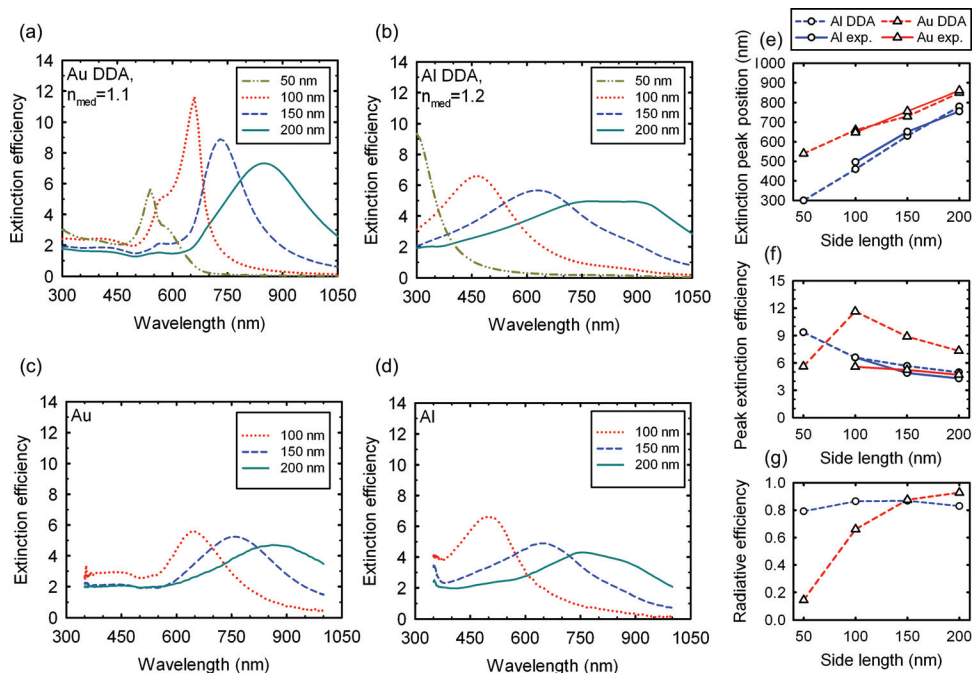 (a)
Au DDA,
n_med=1.1
50 nm
100 nm
150 nm
200 nm
Extinction efficiency
14
12
10
8
6
4
2
0
300 450 600 750 900 1050
Wavelength (nm)
(b)
Al DDA,
n_med=1.2
50 nm
100 nm
150 nm
200 nm
Extinction efficiency
14
12
10
8
6
4
2
0
300 450 600 750 900 1050
Wavelength (nm)
(c)
Au
100 nm
150 nm
200 nm
Extinction efficiency
14
12
10
8
6
4
2
0
300 450 600 750 900 1050
Wavelength (nm)
(d)
Al
100 nm
150 nm
200 nm
Extinction efficiency
14
12
10
8
6
4
2
0
300 450 600 750 900 1050
Wavelength (nm)
Al DDA Au DDA
Al exp. Au exp.
(e)
Extinction peak position (nm)
1000
900
800
700
600
500
400
300
50 100 150 200
Side length (nm)
(f)
Peak extinction efficiency
15
12
9
6
3
0
50 100 150 200
Side length (nm)
(g)
Radiative efficiency
1.0
0.8
0.6
0.4
0.2
0.0
50 100 150 200
Side length (nm)